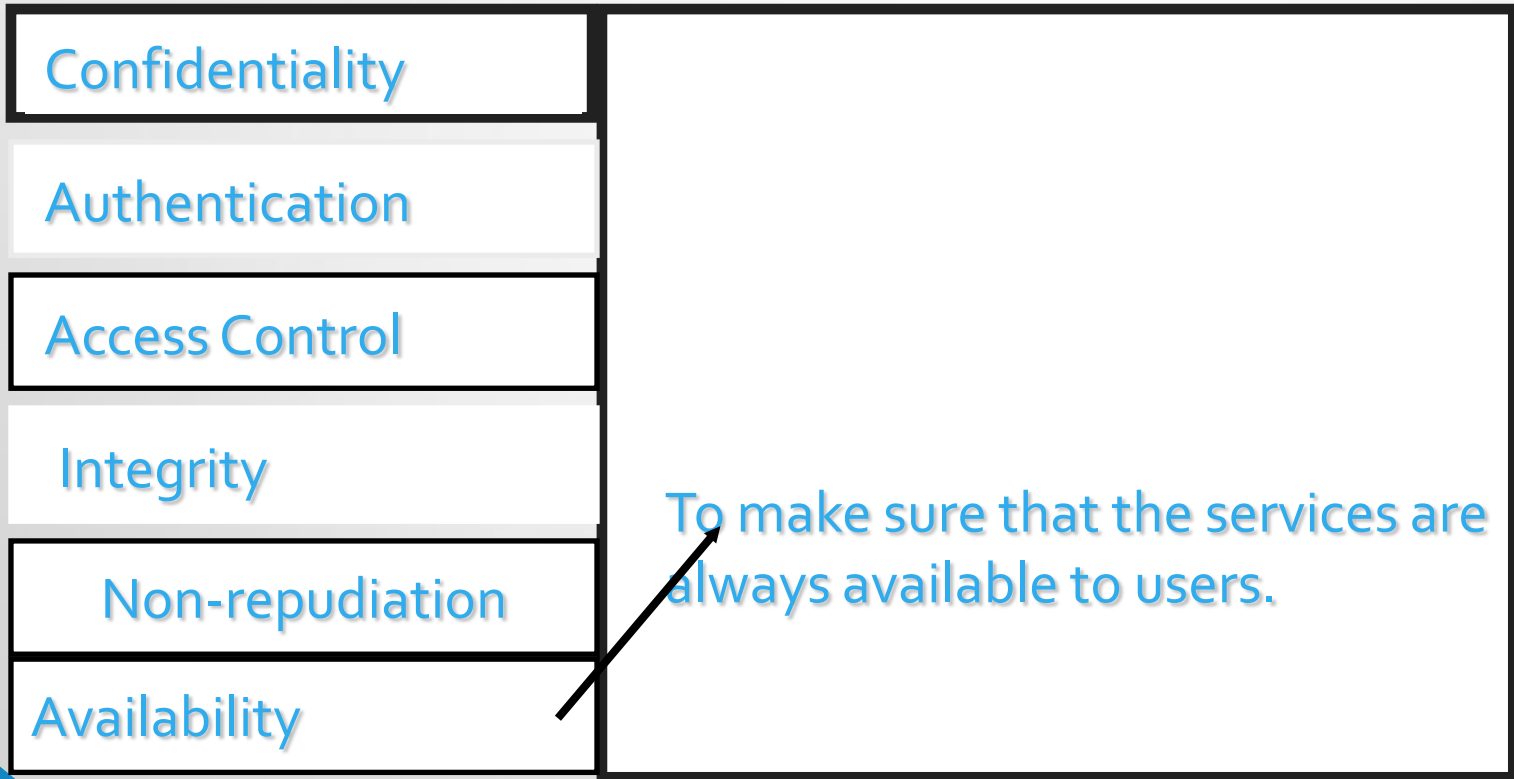 Confidentiality
Authentication
Access Control
Integrity
Non-repudiation
Availability
To make sure that the services are
always available to users.